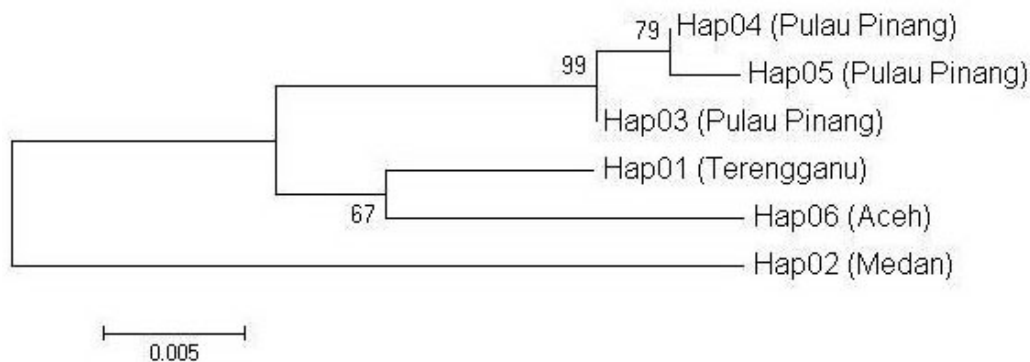 79
Hap04 (Pulau Pinang)
99
Hap05 (Pulau Pinang)
Hap03 (Pulau Pinang)
Hap01 (Terengganu)
67
Hap06 (Aceh)
Hap02 (Medan)
0.005